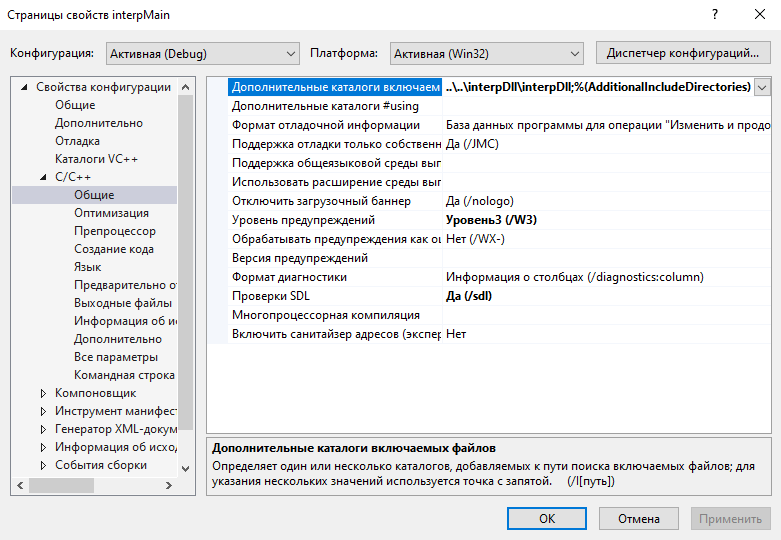 Страницы свойств interpMain
Конфигурация: Активная (Debug) Платформа: Активная (Win32) Диспетчер конфигураций...
Свойства конфигурации
Общие
Дополнительно
Отладка
Каталоги VC++
C/C++
Общие
Оптимизация
Препроцессор
Создание кода
Язык
Предварительно от
Выходные файлы
Информация об ис
Дополнительно
Все параметры
Командная строка
Компоновщик
Инструмент манифест
Генератор XML-докум
Информация об исход
События сборки
Дополнительные каталоги включаем ..\..\interpDll\interpDll;%(AdditionalIncludeDirectories)
Дополнительные каталоги #using
Формат отладочной информации База данных программы для операции "Изменить и продо
Поддержка отладки только собственн Да (/JMC)
Поддержка общеязыковой среды вып
Использовать расширение среды вып
Отключить загрузочный баннер Да (/nologo)
Уровень предупреждений Уровень3 (/W3)
Обрабатывать предупреждения как ош Нет (/WX-)
Версия предупреждений
Формат диагностики Информация о столбцах (/diagnostics:column)
Проверки SDL Да (/sdl)
Многопроцессорная компиляция
Включить санитайзер адресов (экспер Нет
Дополнительные каталоги включаемых файлов
Определяет один или несколько каталогов, добавляемых к пути поиска включаемых файлов; для
указания нескольких значений используется точка с запятой. (/I[путь])
ОК Отмена Применить